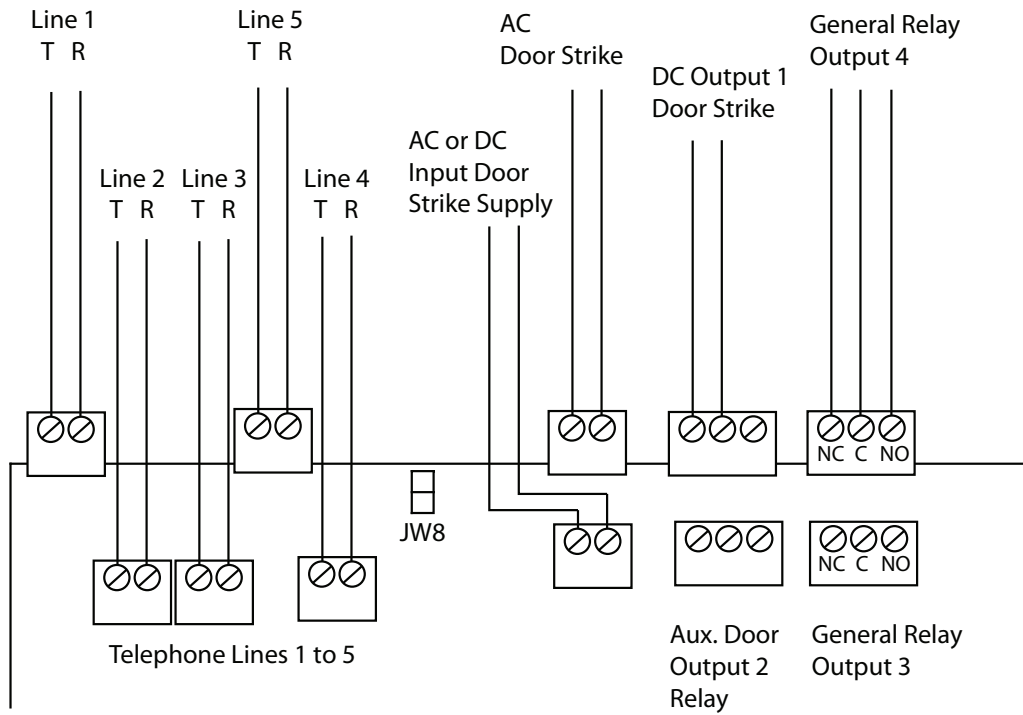 Line 1
T R
Line 5
T R
AC
Door Strike
General Relay
Output 4
DC Output 1
Door Strike
AC or DC
Input Door
Strike Supply
Line 2
T R
Line 3
T R
Line 4
T R
NC C NO
JW8
NC C NO
Telephone Lines 1 to 5
Aux. Door
Output 2
Relay
General Relay
Output 3